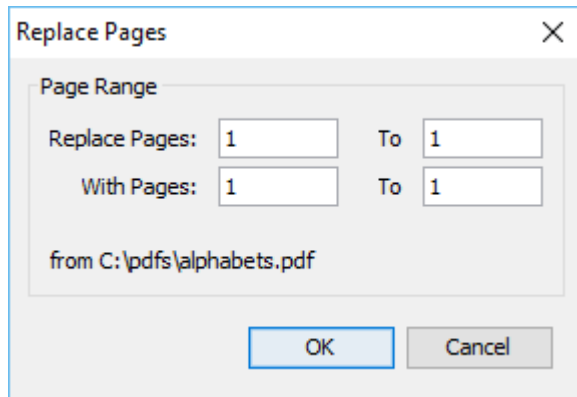 Replace Pages
Page Range
Replace Pages: 1 To 1
With Pages: 1 To 1
from C:\pdfs\alphabets.pdf
OK Cancel